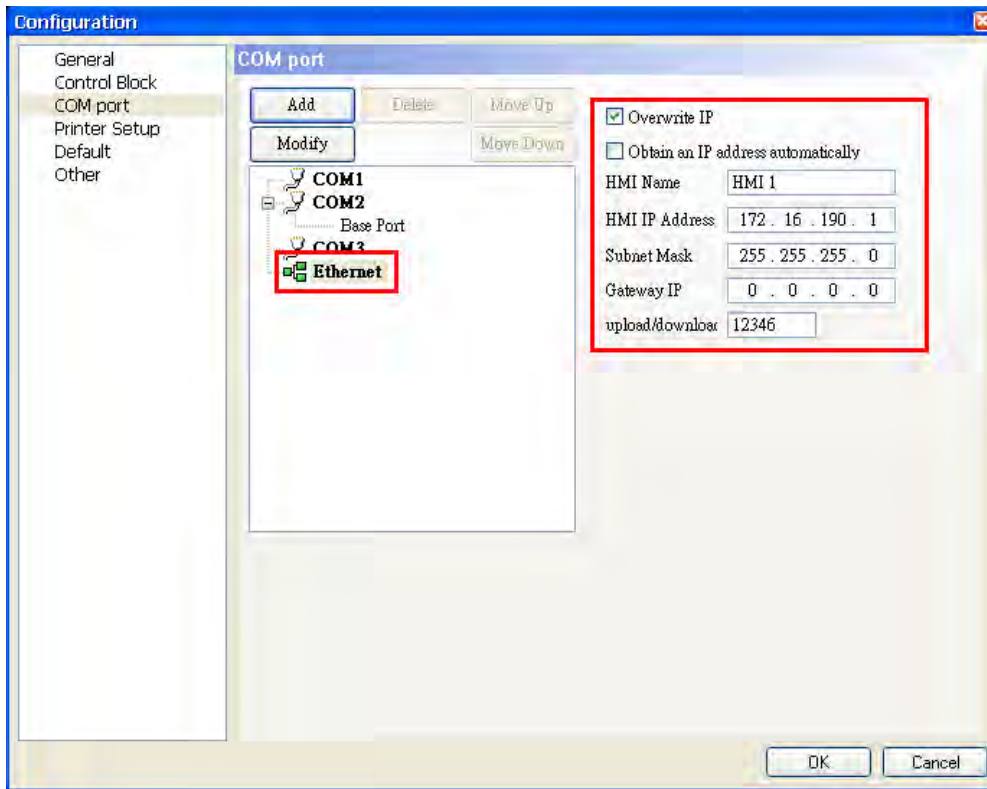 Configuration
General
Control Block
COM port
Printer Setup
Default
Other
COM port
Add Delete Move Up
Modify Move Down
COM1
COM2
Base Port
COM3
Ethernet
Overwrite IP
Obtain an IP address automatically
HMI Name HMI 1
HMI IP Address 172 . 16 . 190 . 1
Subnet Mask 255 . 255 . 255 . 0
Gateway IP 0 . 0 . 0 . 0
upload/downloac 12346
OK Cancel